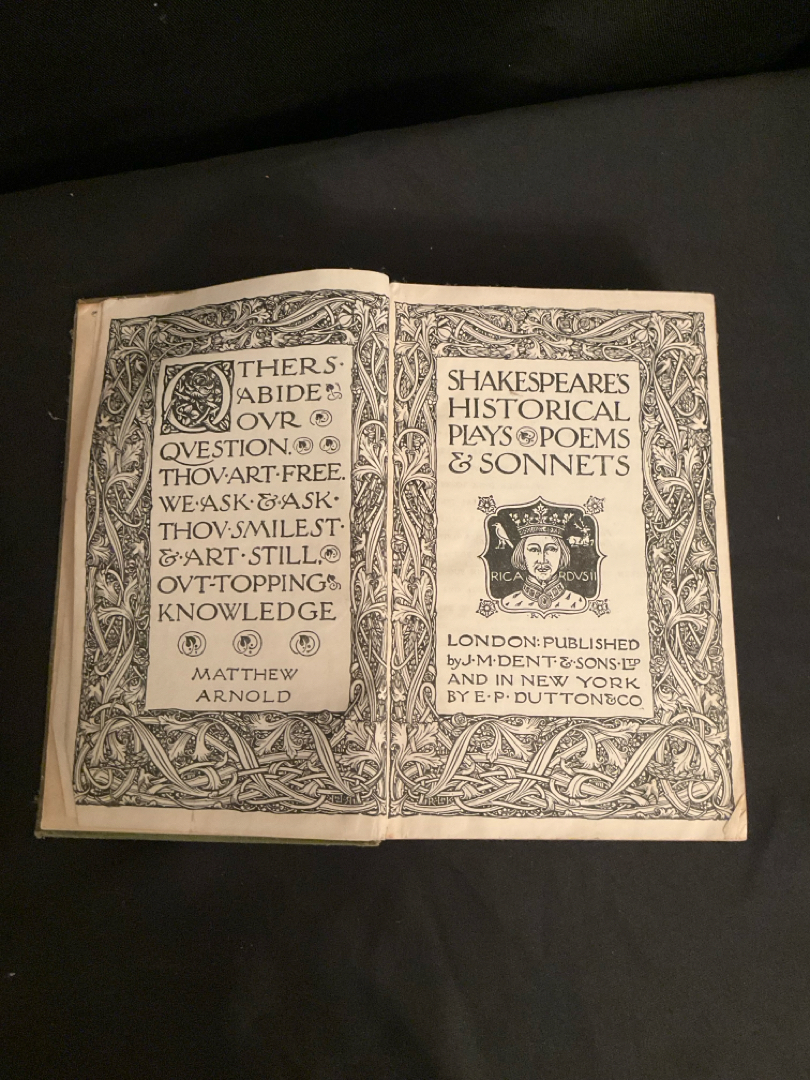 OTHERS·
ABIDE
OVR
QVESTION.
THOV·ART·FREE.
WE·ASK·&·ASK·
THOV·SMILEST·
&·ART·STILL,
OVT-TOPPING
KNOWLEDGE
MATTHEW
ARNOLD
SHAKESPEARE'S
HISTORICAL
PLAYS POEMS
& SONNETS
RICARDVS II
LONDON: PUBLISHED
by J·M·DENT·&·SONS·LTD
AND IN NEW YORK
BY E·P·DUTTON & CO